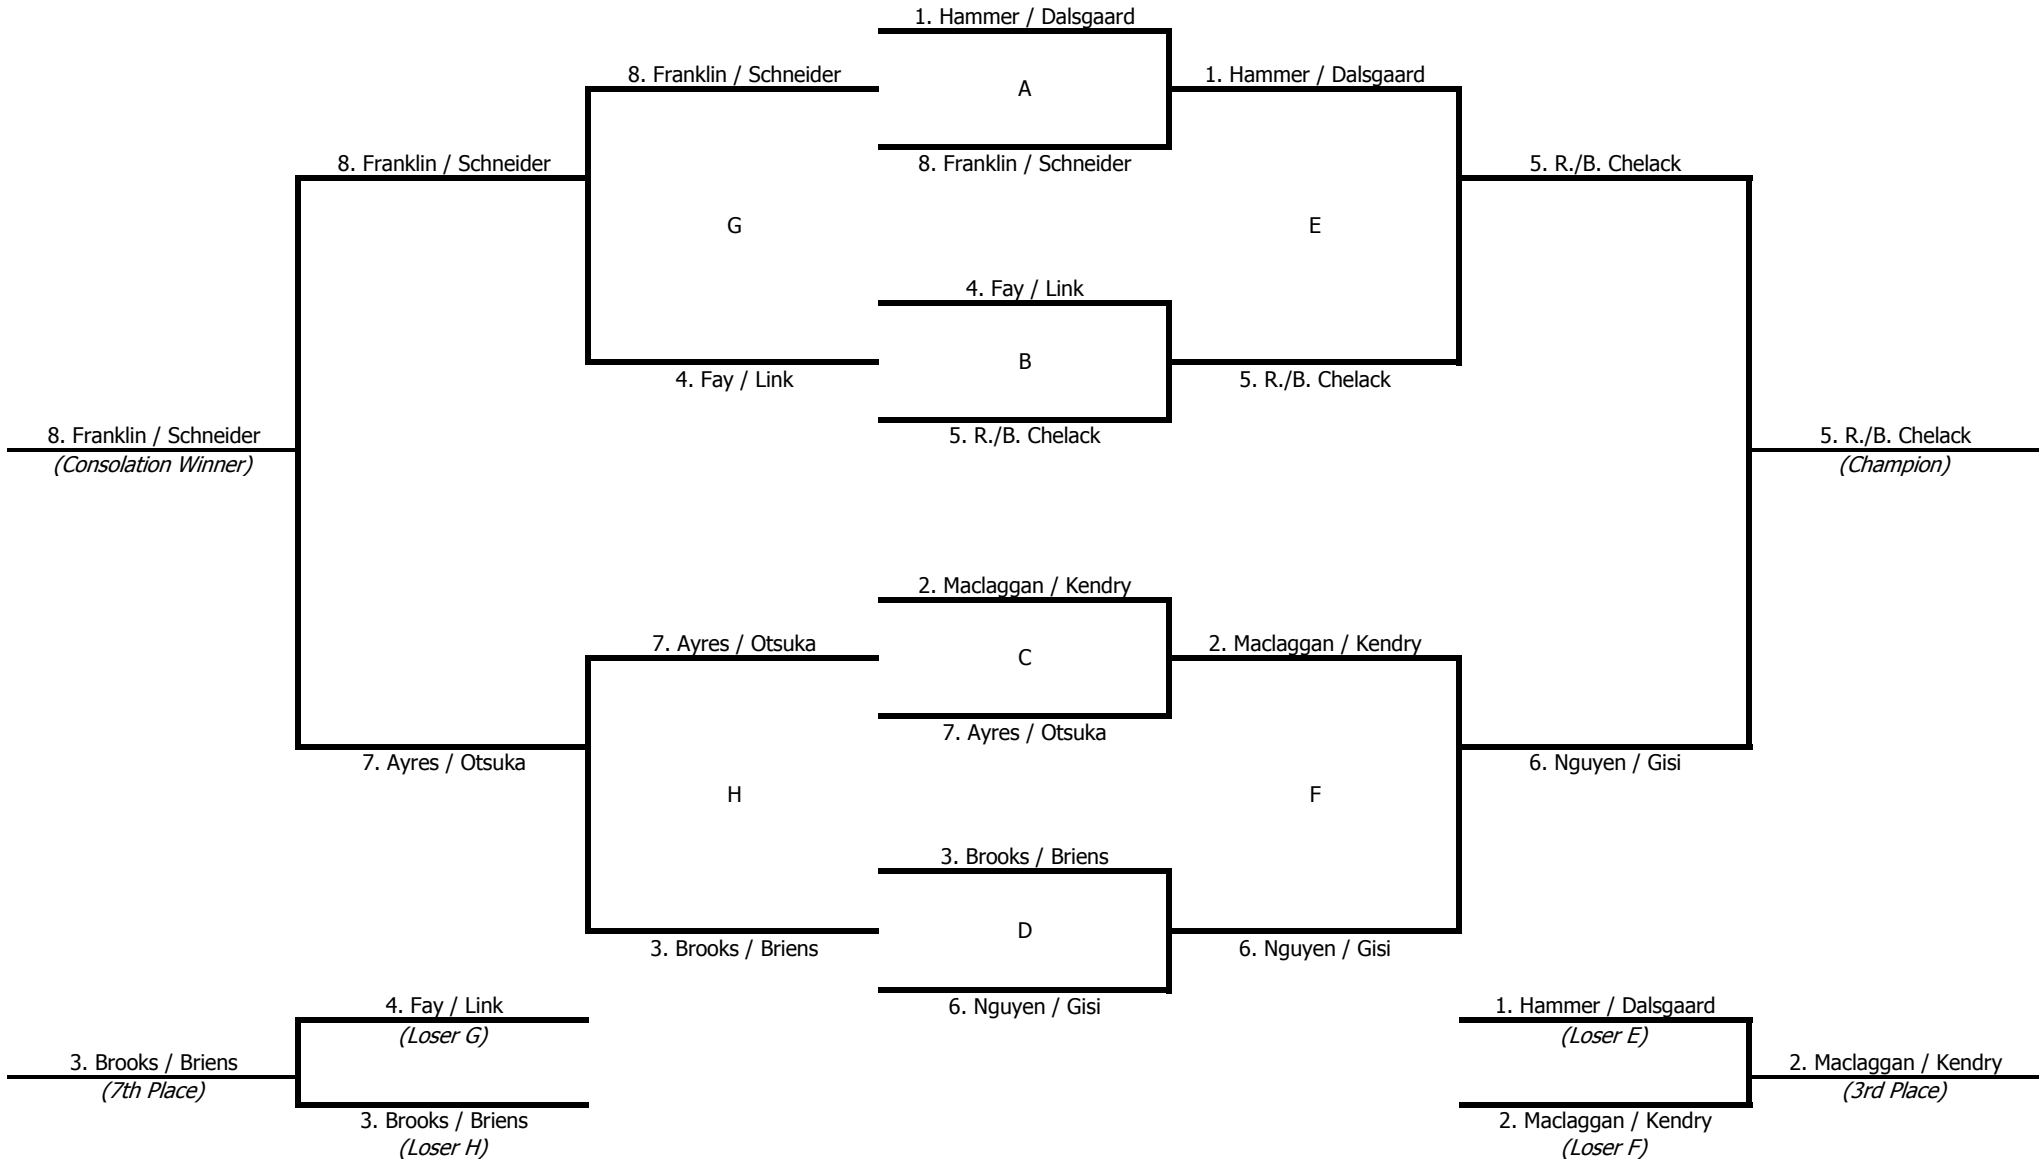 1. Hammer / Dalsgaard
8. Franklin / Schneider
1. Hammer / Dalsgaard
A
8. Franklin / Schneider
8. Franklin / Schneider
5. R./B. Chelack
G
E
4. Fay / Link
B
4. Fay / Link
5. R./B. Chelack
5. R./B. Chelack
8. Franklin / Schneider
(Consolation Winner)
5. R./B. Chelack
(Champion)
2. Maclaggan / Kendry
7. Ayres / Otsuka
2. Maclaggan / Kendry
C
7. Ayres / Otsuka
7. Ayres / Otsuka
6. Nguyen / Gisi
H
F
3. Brooks / Briens
D
3. Brooks / Briens
6. Nguyen / Gisi
6. Nguyen / Gisi
4. Fay / Link
(Loser G)
3. Brooks / Briens
(7th Place)
3. Brooks / Briens
(Loser H)
1. Hammer / Dalsgaard
(Loser E)
2. Maclaggan / Kendry
(3rd Place)
2. Maclaggan / Kendry
(Loser F)